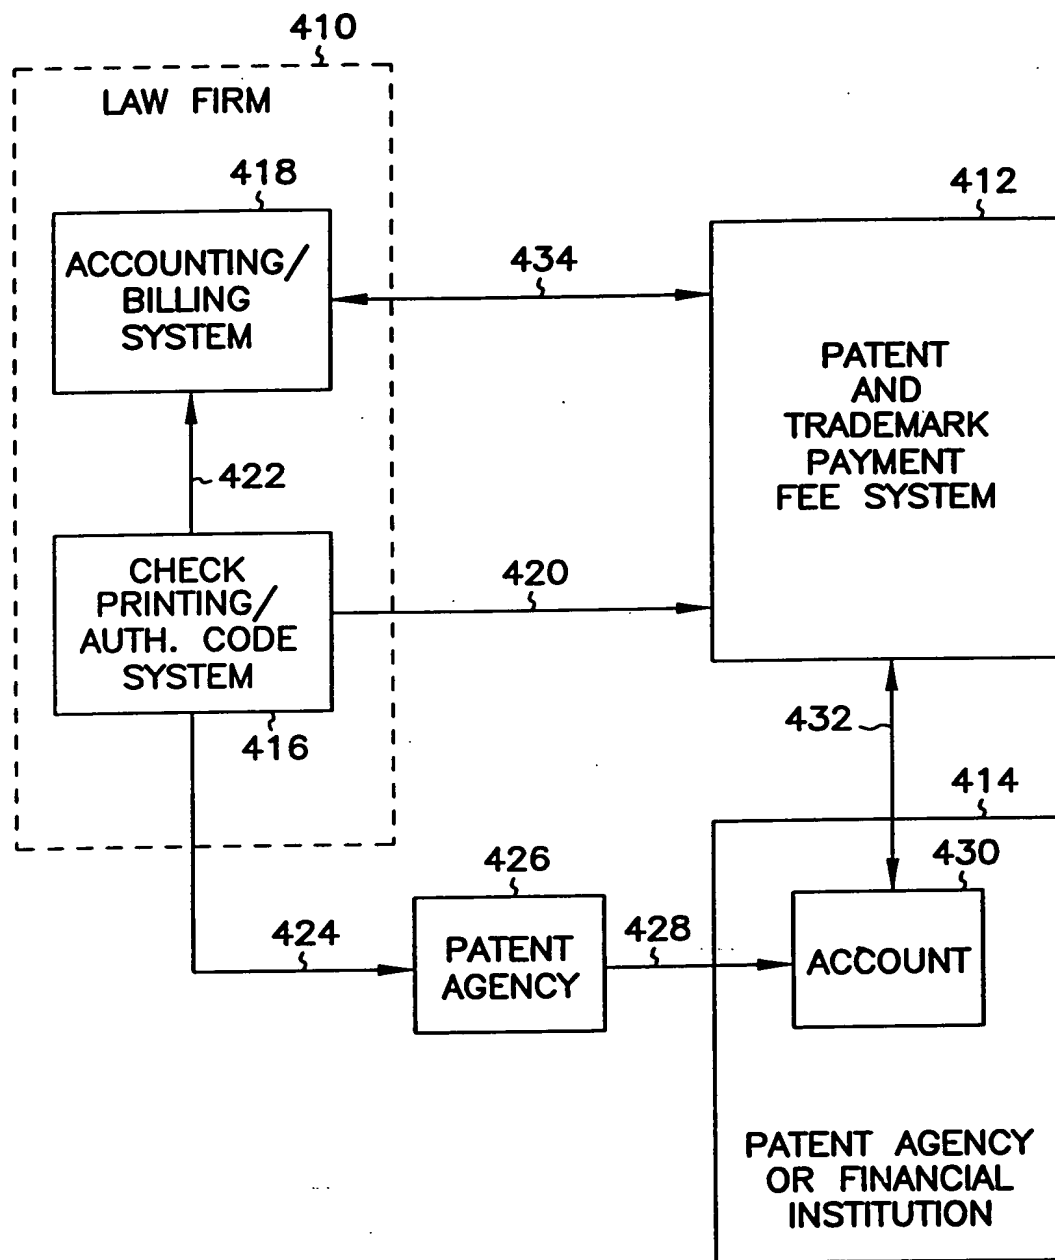 410
LAW FIRM
418
ACCOUNTING/
BILLING
SYSTEM
434
412
PATENT
AND
TRADEMARK
PAYMENT
FEE SYSTEM
422
CHECK
PRINTING/
AUTH. CODE
SYSTEM
416
420
432
414
424
426
PATENT
AGENCY
428
430
ACCOUNT
PATENT AGENCY
OR FINANCIAL
INSTITUTION